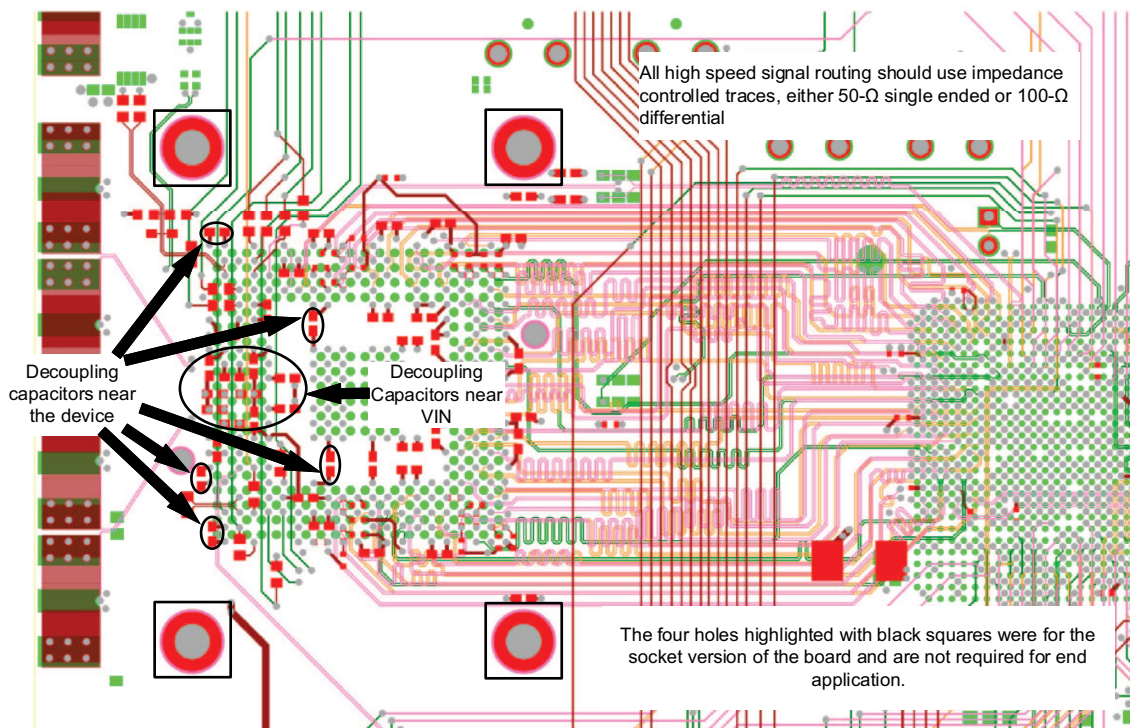 All high speed signal routing should use impedance
controlled traces, either 50-Ω single ended or 100-Ω
differential
Decoupling
capacitors near
the device
Decoupling
Capacitors near
VIN
The four holes highlighted with black squares were for the
socket version of the board and are not required for end
application.